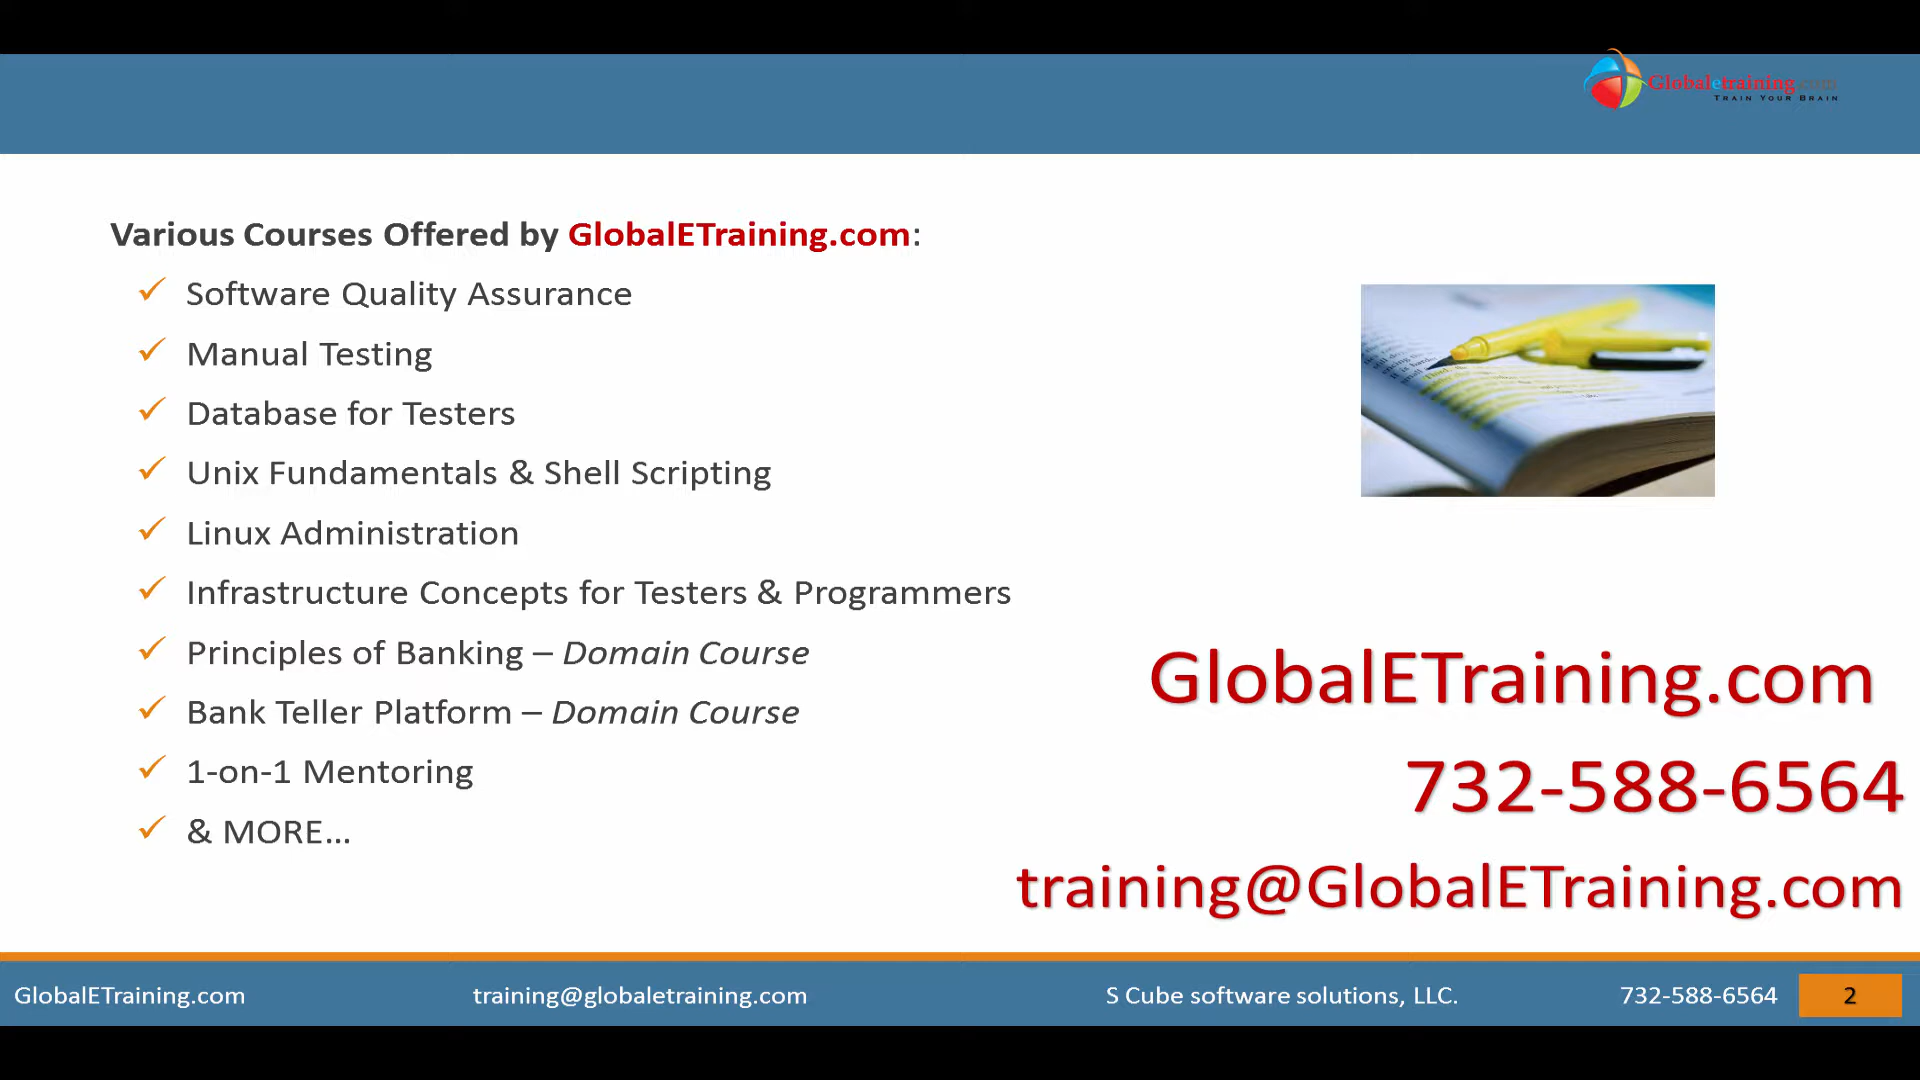 Globaletraining.com
TRAIN YOUR BRAIN
Various Courses Offered by GlobalETraining.com:
✓ Software Quality Assurance
✓ Manual Testing
✓ Database for Testers
✓ Unix Fundamentals & Shell Scripting
✓ Linux Administration
✓ Infrastructure Concepts for Testers & Programmers
✓ Principles of Banking – Domain Course
✓ Bank Teller Platform – Domain Course
✓ 1-on-1 Mentoring
✓ & MORE…
GlobalETraining.com
732-588-6564
training@GlobalETraining.com
GlobalETraining.com training@globaletraining.com S Cube software solutions, LLC. 732-588-6564 2